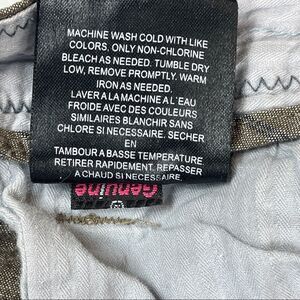 MACHINE WASH COLD WITH LIKE
COLORS. ONLY NON-CHLORINE
BLEACH AS NEEDED. TUMBLE DRY
LOW, REMOVE PROMPTLY. WARM
IRON AS NEEDED.
LAVER A LA MACHINE A L'EAU
FROIDE AVEC DES COULEURS
SIMILAIRES BLANCHIR SANS
CHLORE SI NECESSAIRE. SECHER
EN
TAMBOUR A BASSE TEMPERATURE
RETIRER RAPIDEMENT. REPASSER
A CHAUD SI NECESSAIRE
Genuine